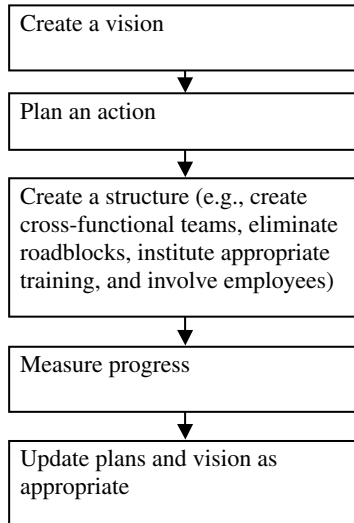 Create a vision
Plan an action
Create a structure (e.g., create
cross-functional teams, eliminate
roadblocks, institute appropriate
training, and involve employees)
Measure progress
Update plans and vision as
appropriate